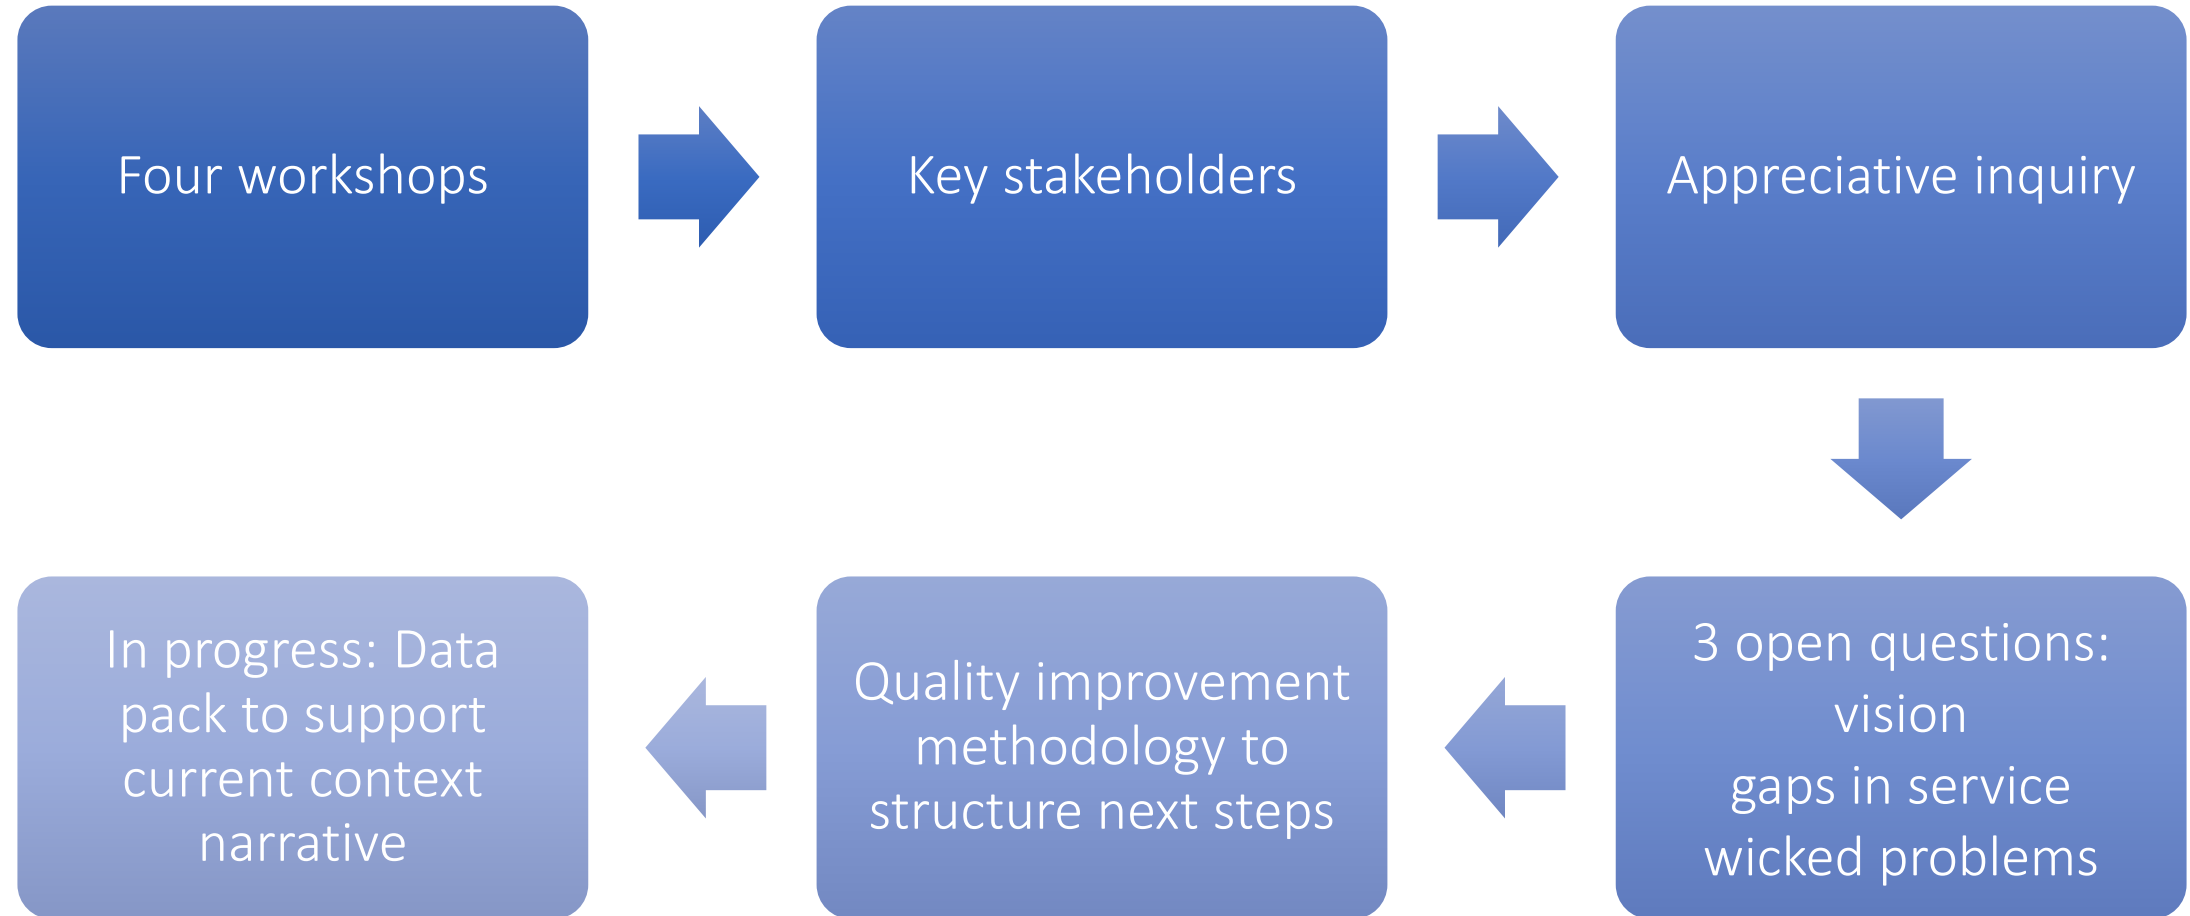 Four workshops
Key stakeholders
Appreciative inquiry
3 open questions:
vision
gaps in service
wicked problems
Quality improvement
methodology to
structure next steps
In progress: Data
pack to support
current context
narrative